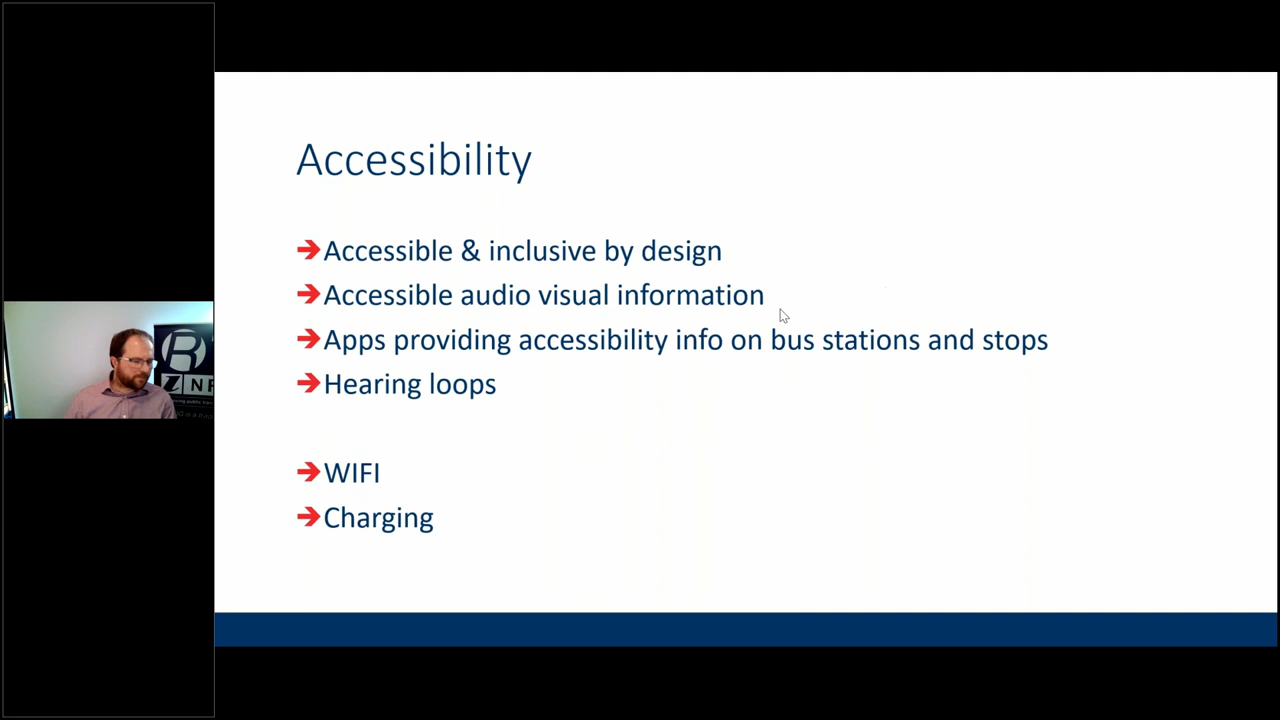 Accessibility
Accessible & inclusive by design
Accessible audio visual information
Apps providing accessibility info on bus stations and stops
Hearing loops
WIFI
Charging
R